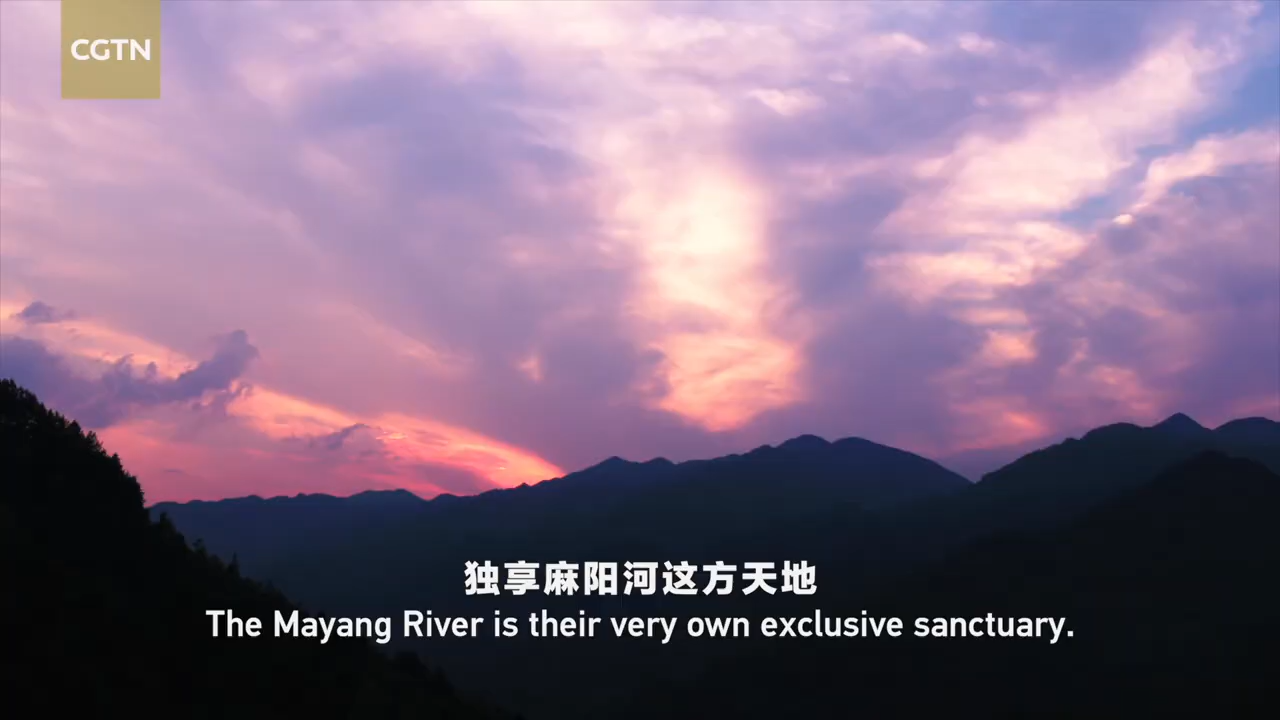 CGTN
独享麻阳河这方天地
The Mayang River is their very own exclusive sanctuary.